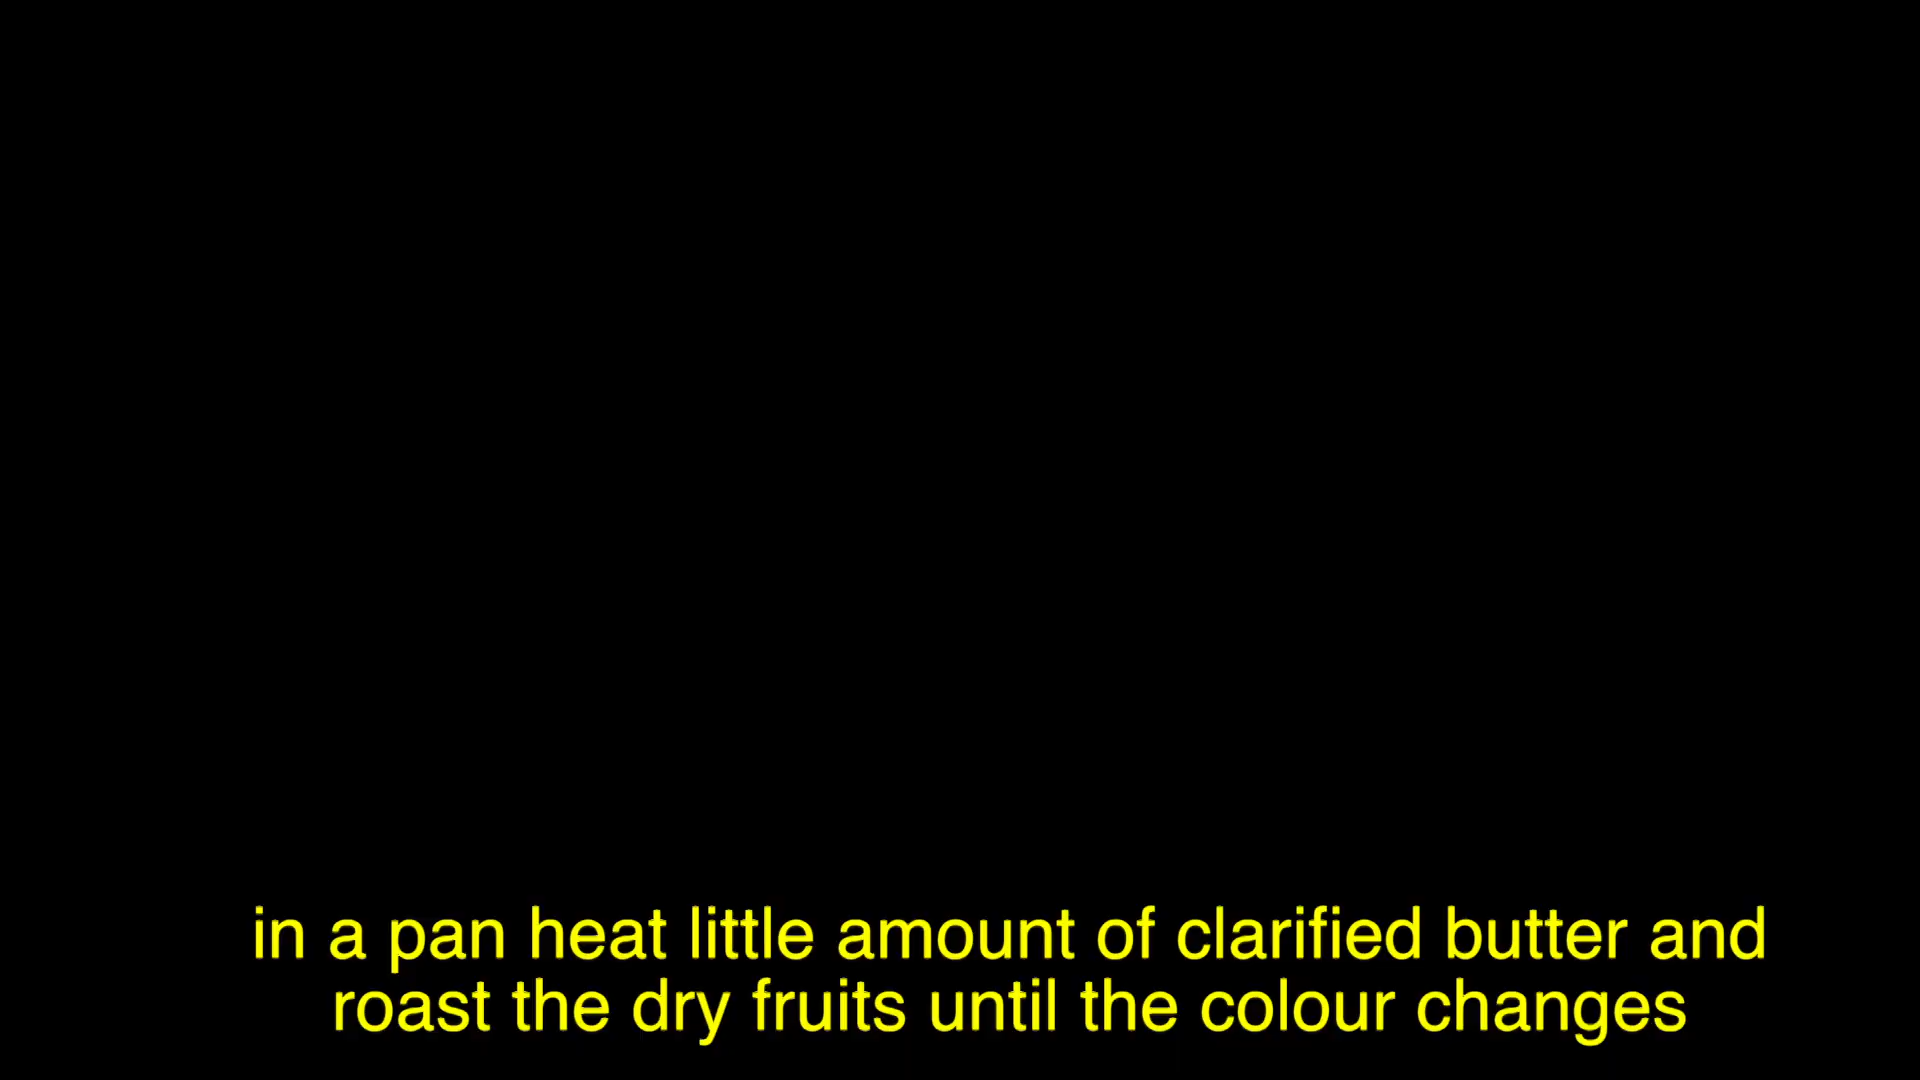 in a pan heat little amount of clarified butter and
roast the dry fruits until the colour changes